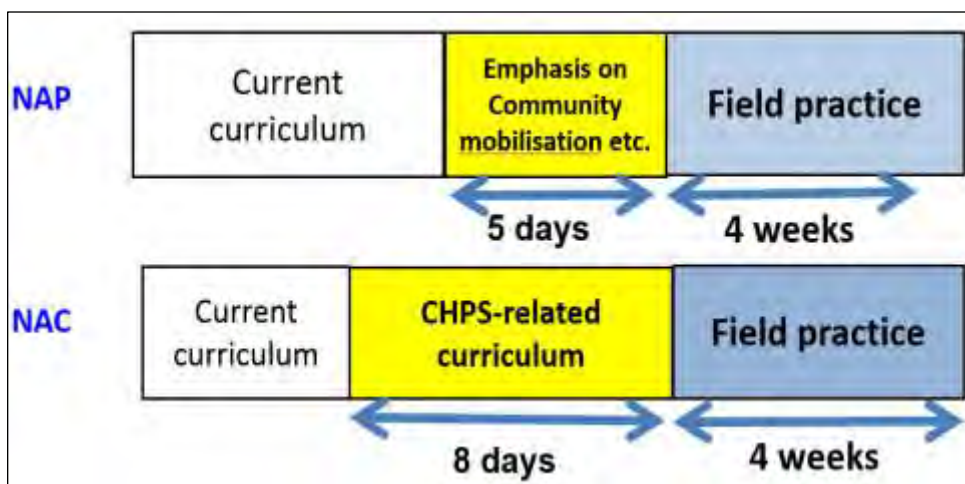 NAP
Current
curriculum
Emphasis on
Community
mobilisation etc.
Field practice
5 days
4 weeks
NAC
Current
curriculum
CHPS-related
curriculum
Field practice
8 days
4 weeks